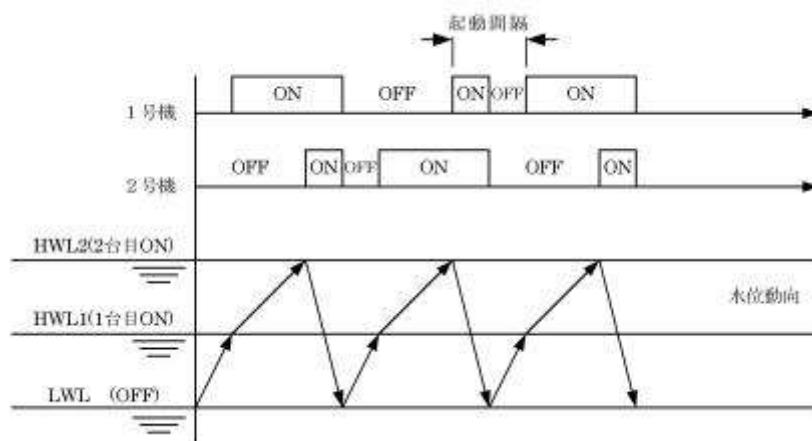 起動間隔
ON OFF ON OFF ON
1号機
OFF ON OFF ON OFF ON
2号機
HWL2(2台目ON)
水位動向
HWL1(1台目ON)
LWL (OFF)